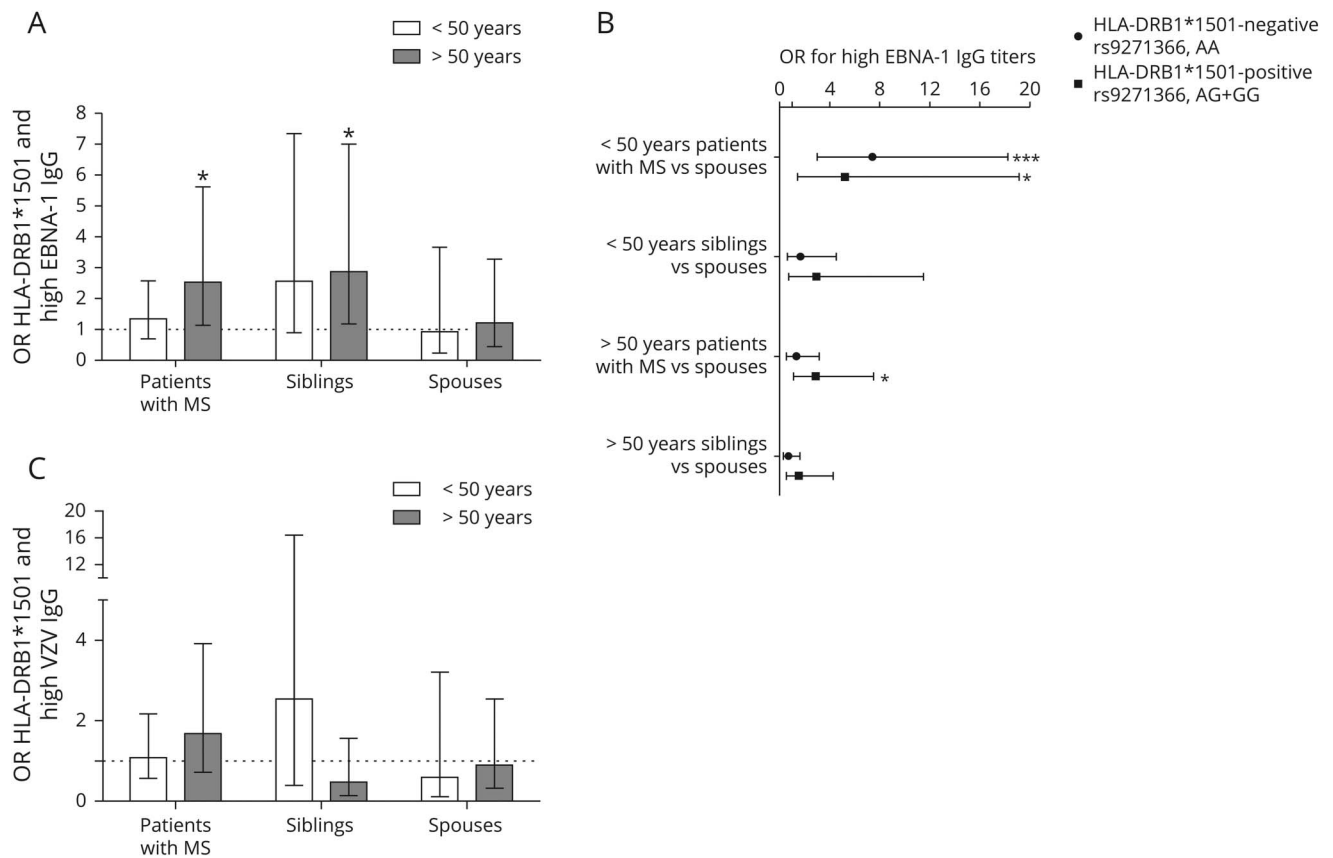 A
< 50 years
> 50 years
OR HLA-DRB1*1501 and
high EBNA-1 IgG
8
7
6
5
4
3
2
1
0
*
*
Patients
with MS
Siblings
Spouses
B
HLA-DRB1*1501-negative
rs9271366, AA
HLA-DRB1*1501-positive
rs9271366, AG+GG
OR for high EBNA-1 IgG titers
0 4 8 12 16 20
< 50 years patients
with MS vs spouses
***
*
< 50 years siblings
vs spouses
> 50 years patients
with MS vs spouses
*
> 50 years siblings
vs spouses
C
< 50 years
> 50 years
OR HLA-DRB1*1501 and
high VZV IgG
20
16
12
4
2
0
Patients
with MS
Siblings
Spouses